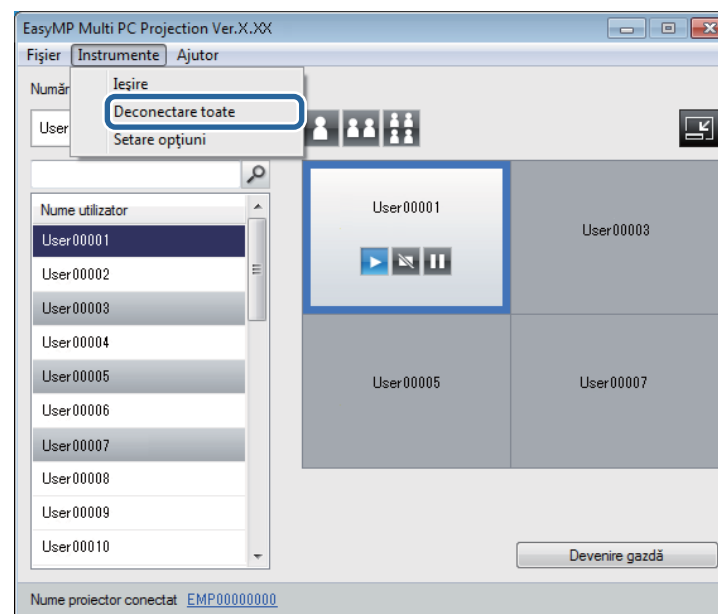 EasyMP Multi PC Projection Ver.X.XX
Fișier Instrumente Ajutor
Număr
Ieșire
Deconectare toate
Setare opțiuni
User
Nume utilizator
User00001
User00002
User00003
User00004
User00005
User00006
User00007
User00008
User00009
User00010
User00001
User00003
User00005
User00007
Devenire gazdă
Nume proiector conectat EMP00000000